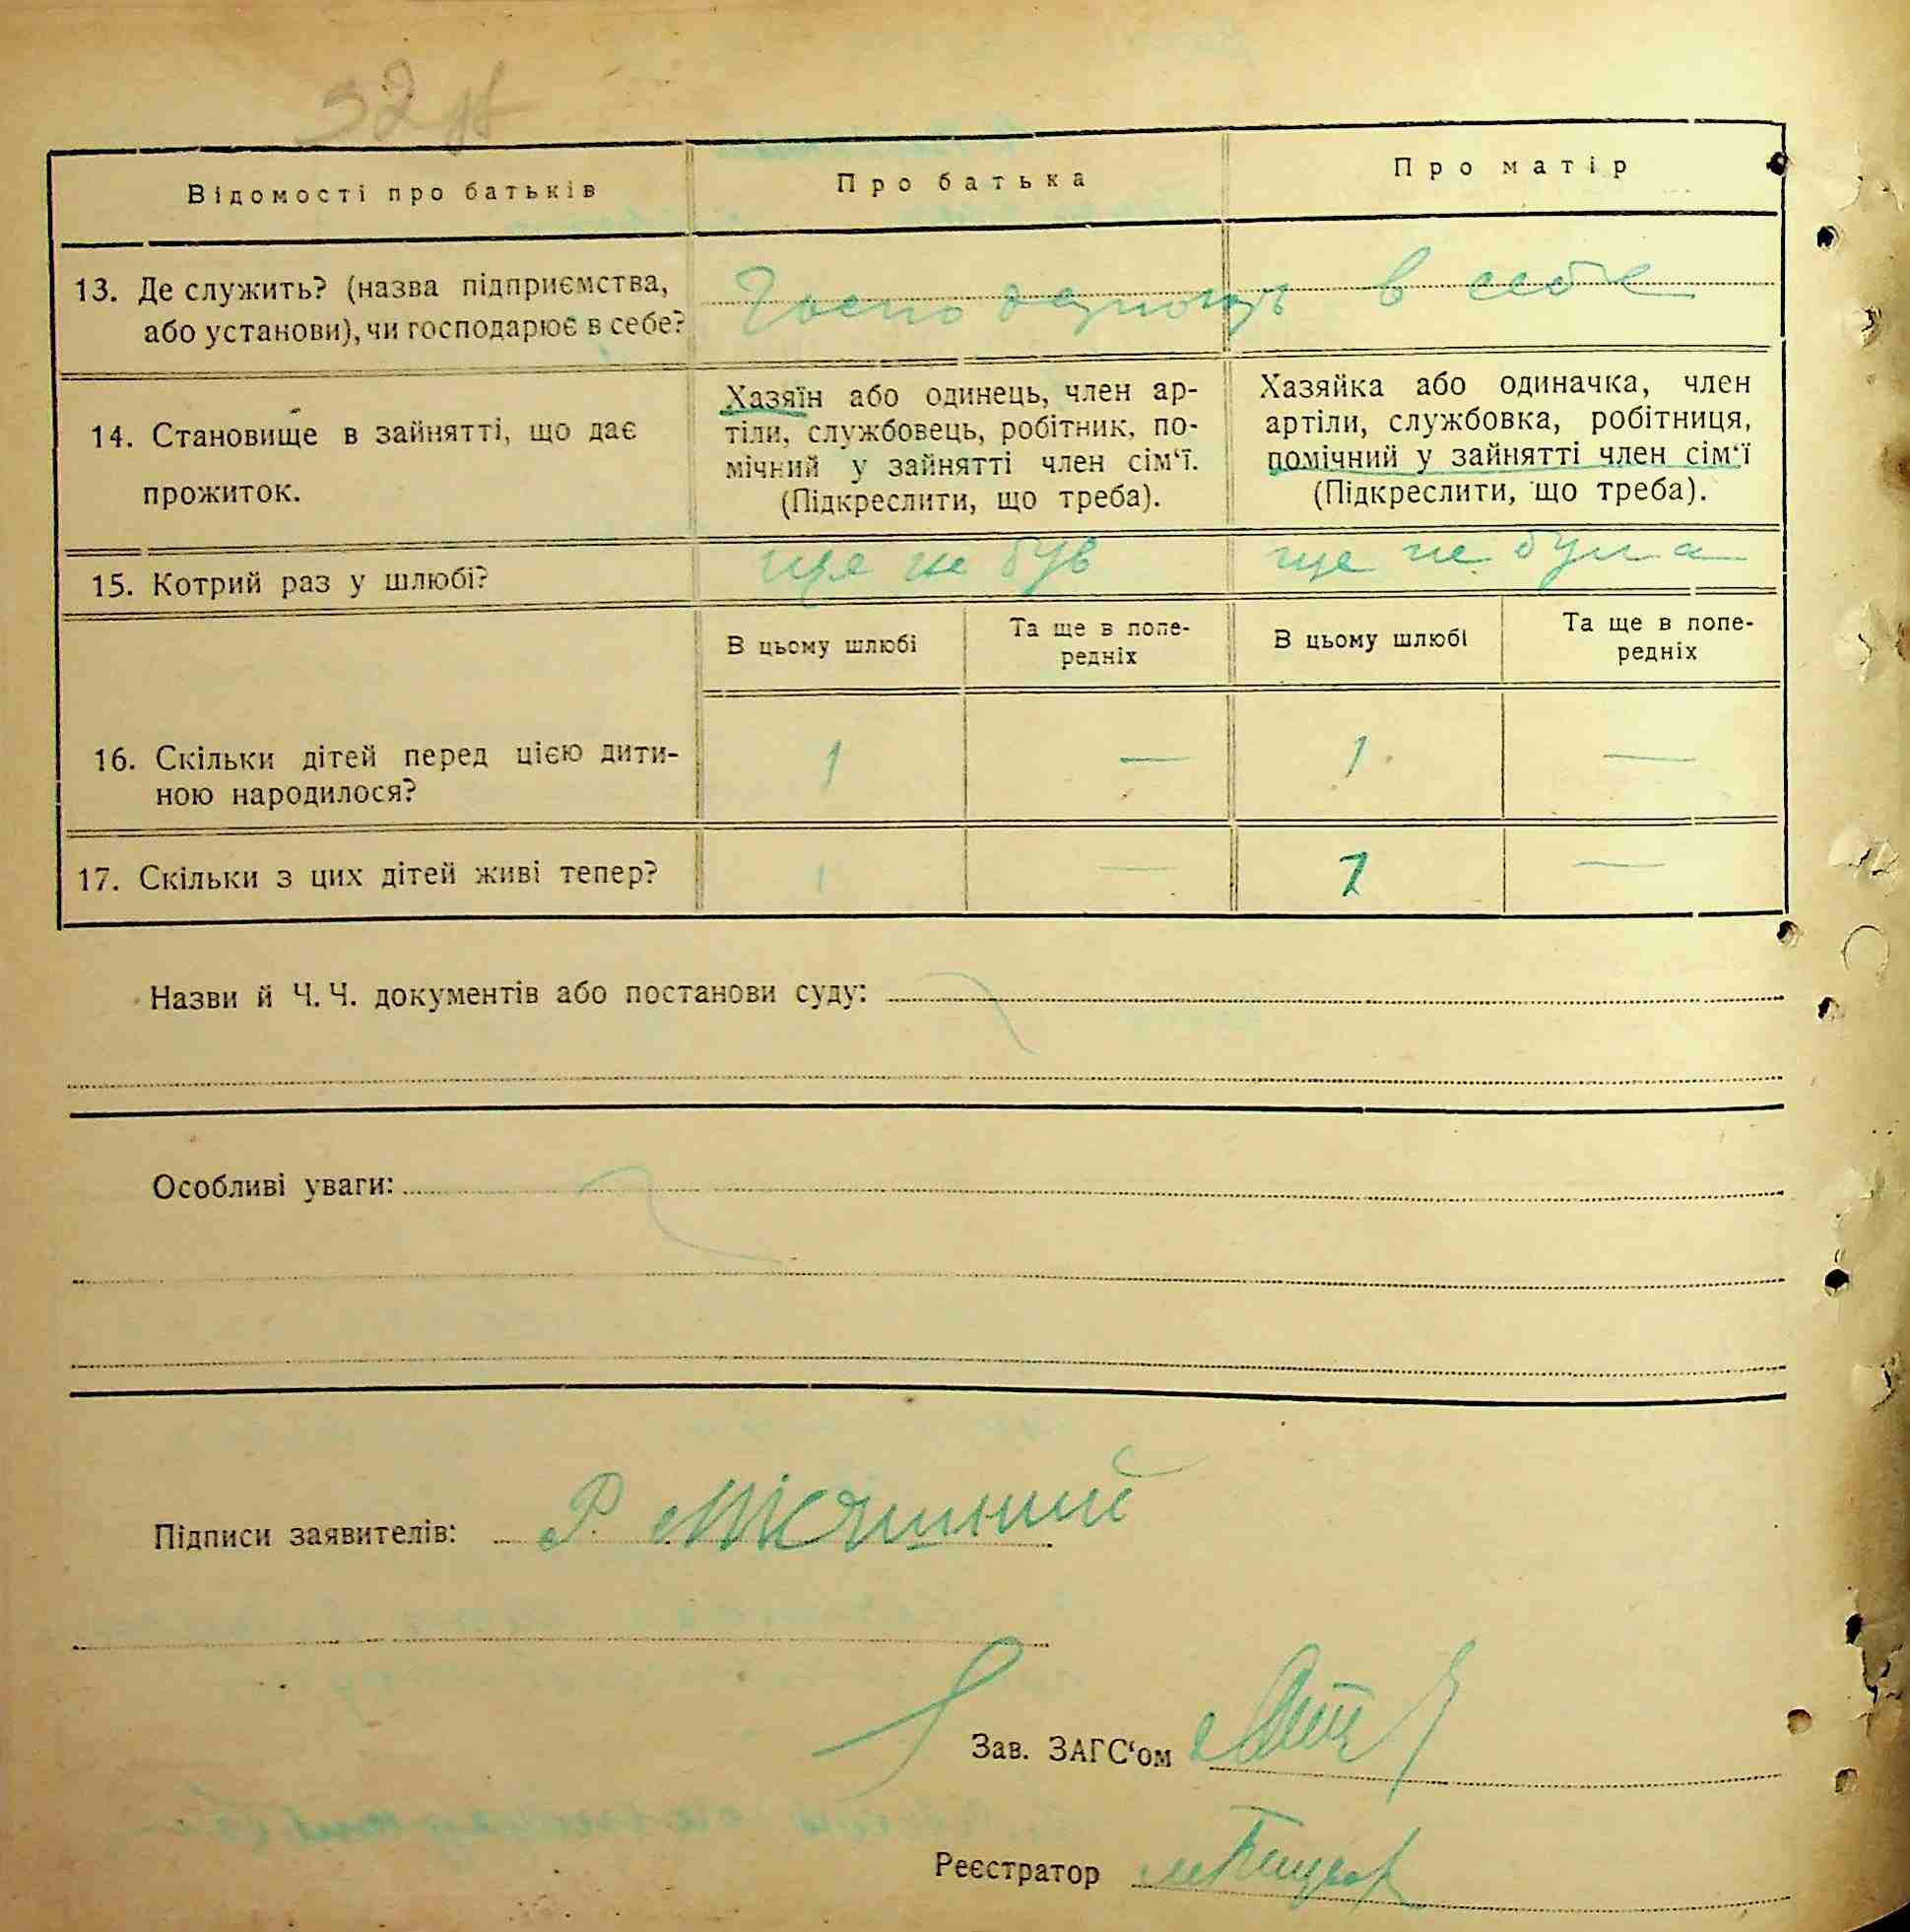 32
Відомості про батьків
Про батька
Про матір
13. Де служить? (назва підприємства,
або установи), чи господарює в себе?
Господарюють в себе
14. Становище в зайнятті, що дає
прожиток.
Хазяїн або одинець, член ар-
тіли, службовець, робітник, по-
мічний у зайнятті член сім‘ї.
(Підкреслити, що треба).
Хазяйка або одиначка, член
артіли, службовка, робітниця,
помічний у зайнятті член сім‘ї
(Підкреслити, що треба).
15. Котрий раз у шлюбі?
ще не був
ще не була
В цьому шлюбі
Та ще в попе-
редніх
В цьому шлюбі
Та ще в попе-
редніх
16. Скільки дітей перед цією дити-
ною народилося?
1 — 1 —
17. Скільки з цих дітей живі тепер?
1 — 1 —
Назви й Ч. Ч. документів або постанови суду:
Особливі уваги:
Підписи заявителів: Р.
Зав. ЗАГС‘ом
Реєстратор